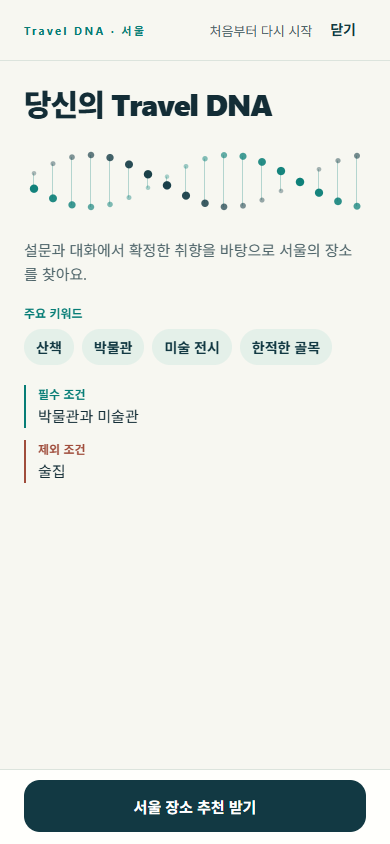 Travel DNA · 서울
처음부터 다시 시작
닫기
당신의 Travel DNA
설문과 대화에서 확정한 취향을 바탕으로 서울의 장소
를 찾아요.
주요 키워드
산책
박물관
미술 전시
한적한 골목
필수 조건
박물관과 미술관
제외 조건
술집
서울 장소 추천 받기